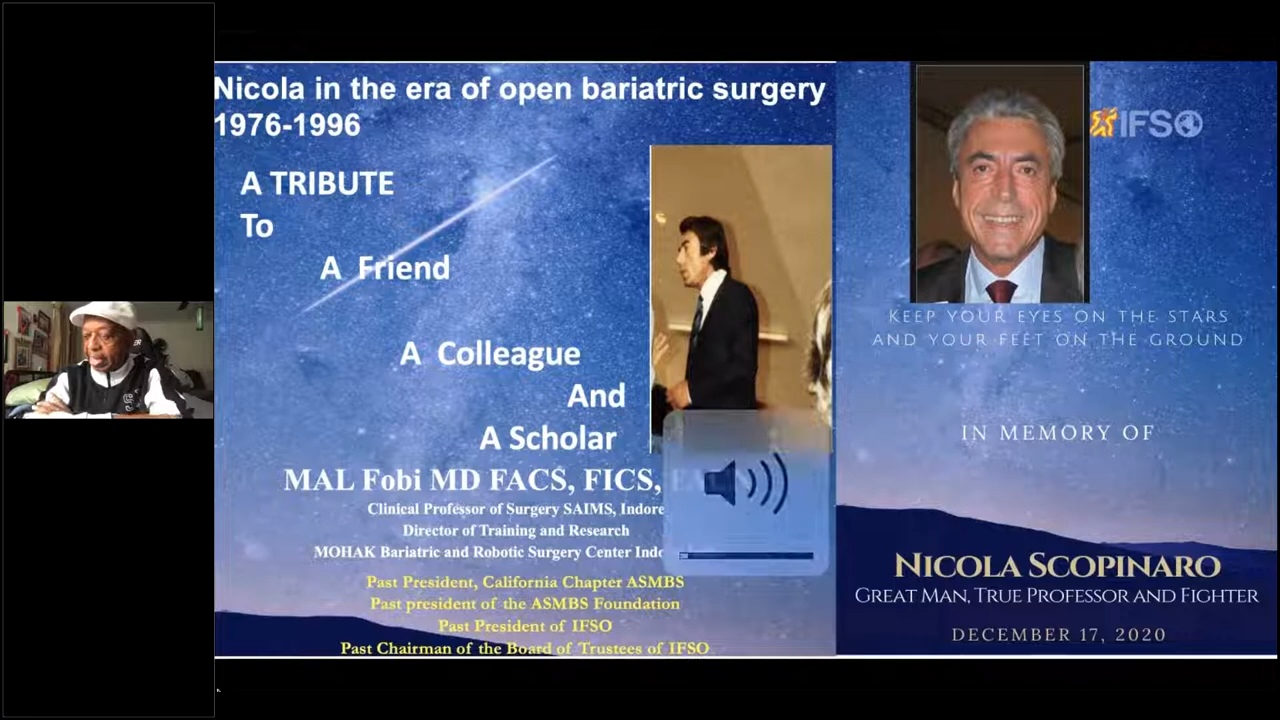 Nicola in the era of open bariatric surgery
1976-1996
A TRIBUTE
To
A Friend
A Colleague
And
A Scholar
MAL Fobi MD FACS, FICS,
Clinical Professor of Surgery SAIMS, Indore
Director of Training and Research
MOHAK Bariatric and Robotic Surgery Center
Past President, California Chapter ASMBS
Past president of the ASMBS Foundation
Past President of IFSO
Past Chairman of the Board of Trustees of IFSO
IFSO
KEEP YOUR EYES ON THE STARS
AND YOUR FEET ON THE GROUND
IN MEMORY OF
NICOLA SCOPINARO
GREAT MAN, TRUE PROFESSOR AND FIGHTER
DECEMBER 17, 2020